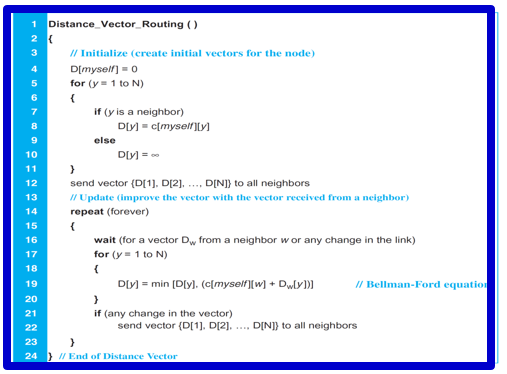 1 Distance_Vector_Routing ( )
2 {
3 // Initialize (create initial vectors for the node)
4 D[myself] = 0
5 for (y = 1 to N)
6 {
7 if (y is a neighbor)
8 D[y] = c[myself][y]
9 else
10 D[y] = ∞
11 }
12 send vector {D[1], D[2], …, D[N]} to all neighbors
13 // Update (improve the vector with the vector received from a neighbor)
14 repeat (forever)
15 {
16 wait (for a vector Dw from a neighbor w or any change in the link)
17 for (y = 1 to N)
18 {
19 D[y] = min [D[y], (c[myself][w] + Dw[y])] // Bellman-Ford equation
20 }
21 if (any change in the vector)
22 send vector {D[1], D[2], …, D[N]} to all neighbors
23 }
24 } // End of Distance Vector